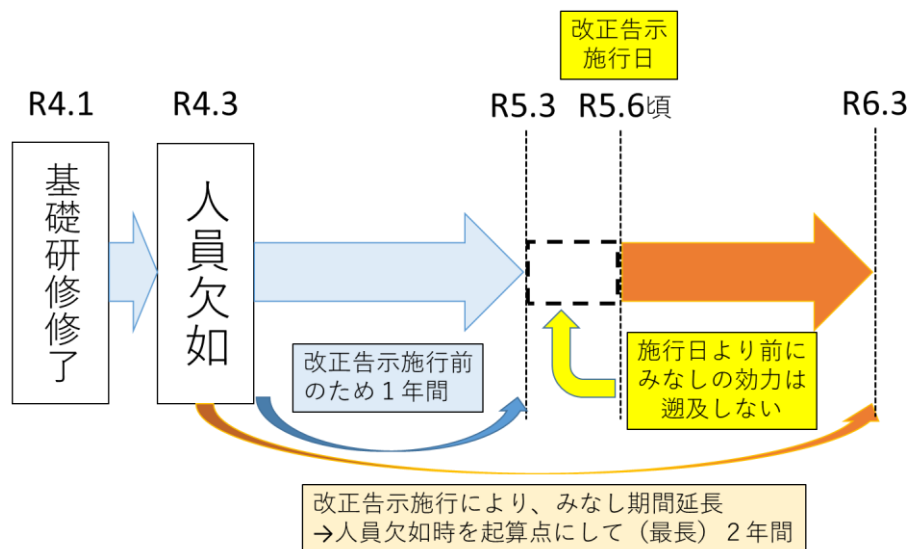 改正告示
施行日
R4.1
R4.3
R5.3
R5.6頃
R6.3
基礎研修修了
人員欠如
改正告示施行前
のため１年間
施行日より前に
みなしの効力は
遡及しない
改正告示施行により、みなし期間延長
→人員欠如時を起算点にして（最長）２年間